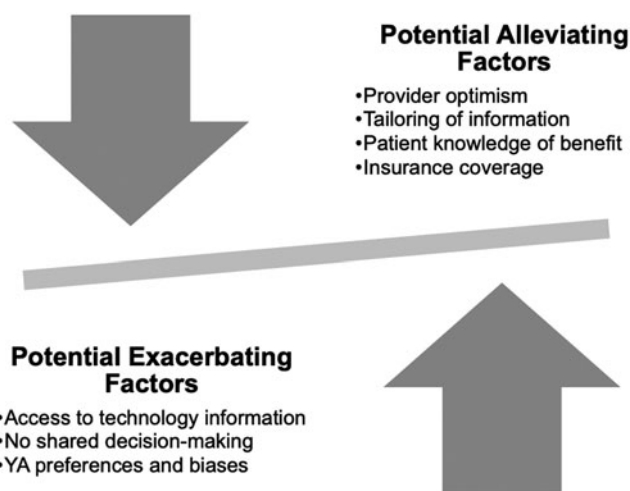 Potential Alleviating
Factors
•Provider optimism
•Tailoring of information
•Patient knowledge of benefit
•Insurance coverage
Potential Exacerbating
Factors
•Access to technology information
•No shared decision-making
•YA preferences and biases